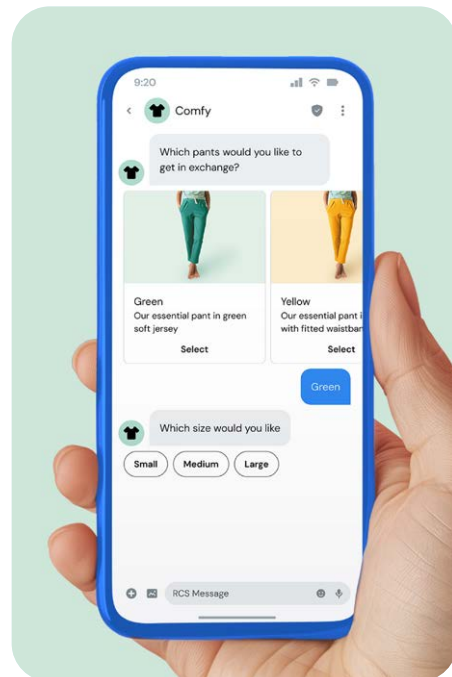 9:20
Comfy
Which pants would you like to
get in exchange?
Green
Our essential pant in green
soft jersey
Select
Yellow
Our essential pant i
with fitted waistbar
Select
Green
Which size would you like
Small
Medium
Large
RCS Message